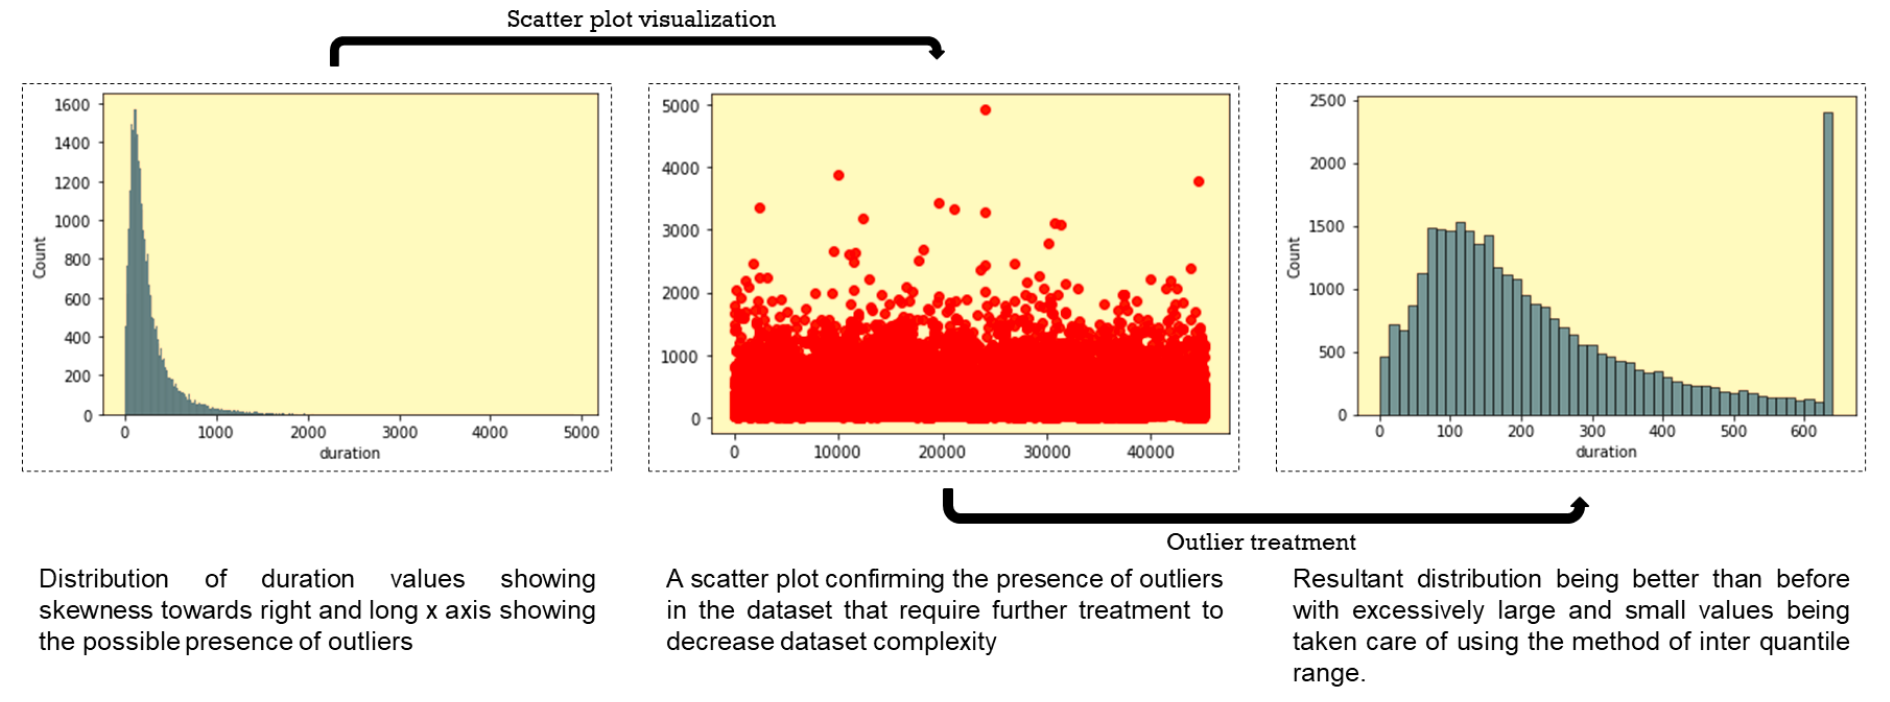 Scatter plot visualization
1600
1400
1200
1000
800
600
400
200
0
Count
0 1000 2000 3000 4000 5000
duration
5000
4000
3000
2000
1000
0
0 10000 20000 30000 40000
2500
2000
1500
1000
500
0
Count
0 100 200 300 400 500 600
duration
Outlier treatment
Distribution of duration values showing
skewness towards right and long x axis showing
the possible presence of outliers
A scatter plot confirming the presence of outliers
in the dataset that require further treatment to
decrease dataset complexity
Resultant distribution being better than before
with excessively large and small values being
taken care of using the method of inter quantile
range.